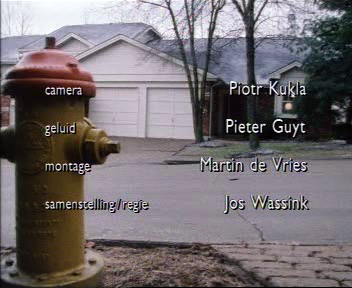 camera Piotr Kukla
geluid Pieter Guyt
montage Martin de Vries
samenstelling/regie Jos Wassink